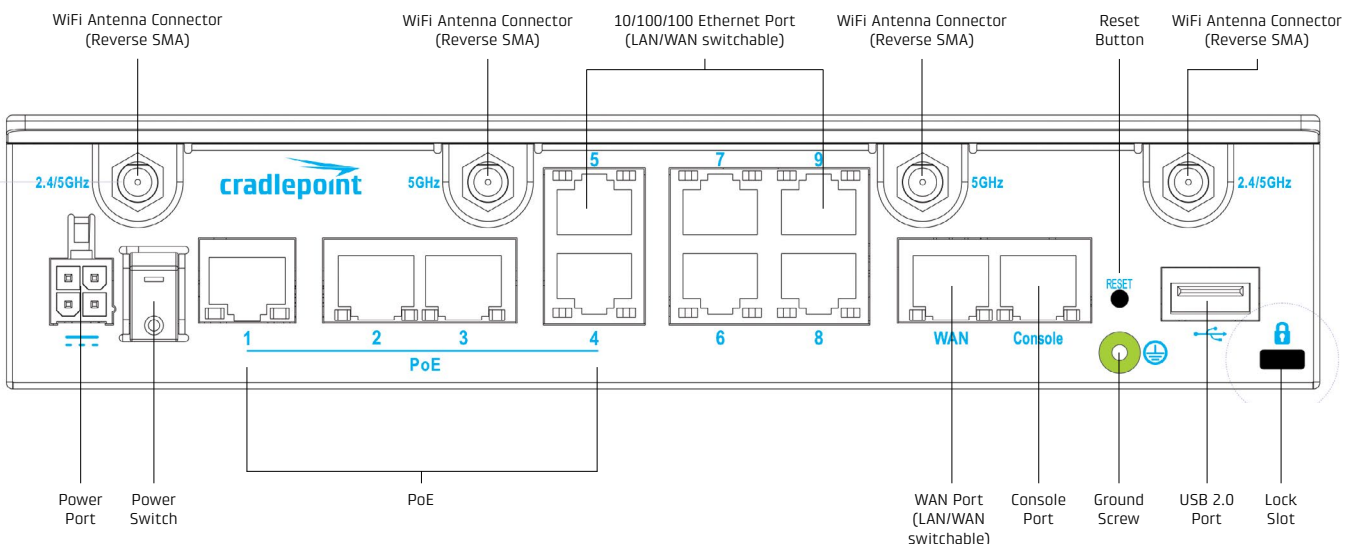 WiFi Antenna Connector
(Reverse SMA)
WiFi Antenna Connector
(Reverse SMA)
10/100/100 Ethernet Port
(LAN/WAN switchable)
WiFi Antenna Connector
(Reverse SMA)
Reset
Button
WiFi Antenna Connector
(Reverse SMA)
2.4/5GHz
cradlepoint
5GHz
5
7
9
5GHz
2.4/5GHz
RESET
1
2
3
4
6
8
WAN
Console
PoE
Power
Port
Power
Switch
PoE
WAN Port
(LAN/WAN
switchable)
Console
Port
Ground
Screw
USB 2.0
Port
Lock
Slot